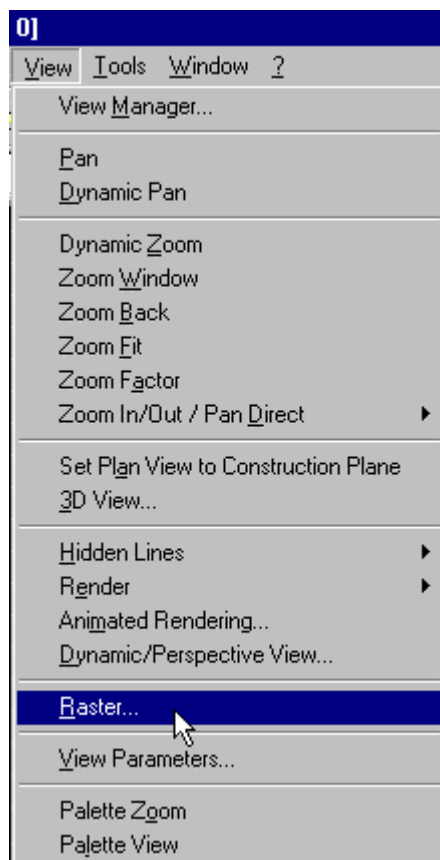 0]
View Tools Window ?
View Manager...
Pan
Dynamic Pan
Dynamic Zoom
Zoom Window
Zoom Back
Zoom Fit
Zoom Factor
Zoom In/Out / Pan Direct
Set Plan View to Construction Plane
3D View...
Hidden Lines
Render
Animated Rendering...
Dynamic/Perspective View...
Raster...
View Parameters...
Palette Zoom
Palette View